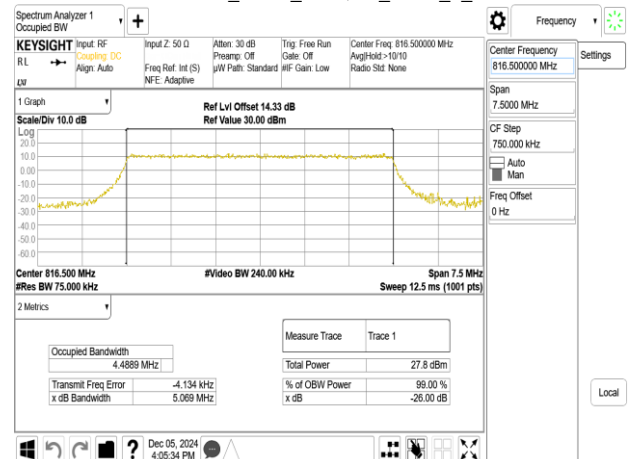 Spectrum Analyzer 1
Occupied BW
Frequency
KEYSIGHT
RL
LXI
Input: RF
Coupling: DC
Align: Auto
Input Z: 50 Ω
Freq Ref: Int (S)
NFE: Adaptive
Atten: 30 dB
Preamp: Off
µW Path: Standard
Trig: Free Run
Gate: Off
#IF Gain: Low
Center Freq: 816.500000 MHz
Avg|Hold:>10/10
Radio Std: None
Center Frequency
816.500000 MHz
Settings
Span
7.5000 MHz
CF Step
750.000 kHz
Auto
Man
Freq Offset
0 Hz
1 Graph
Scale/Div 10.0 dB
Ref Lvl Offset 14.33 dB
Ref Value 30.00 dBm
Log
20.0
10.0
0.00
-10.0
-20.0
-30.0
-40.0
-50.0
-60.0
Center 816.500 MHz
#Res BW 75.000 kHz
#Video BW 240.00 kHz
Span 7.5 MHz
Sweep 12.5 ms (1001 pts)
2 Metrics
Occupied Bandwidth
4.4889 MHz
Transmit Freq Error -4.134 kHz
x dB Bandwidth 5.069 MHz
Measure Trace Trace 1
Total Power 27.8 dBm
% of OBW Power 99.00 %
x dB -26.00 dB
Local
?
Dec 05, 2024
4:05:34 PM